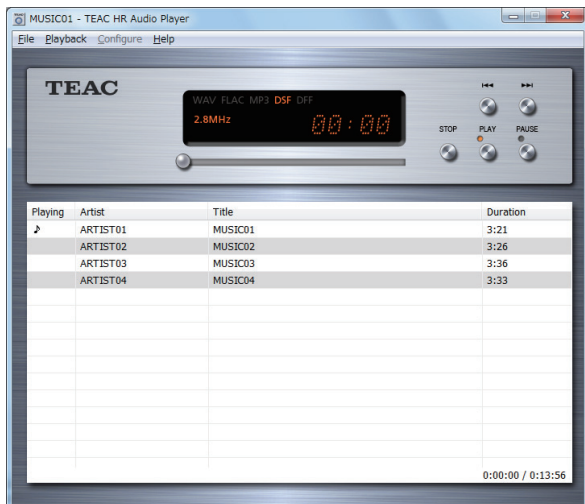 MUSIC01 - TEAC HR Audio Player
File Playback Configure Help
TEAC
WAV FLAC MP3 DSF DFF
2.8MHz
00:00
STOP PLAY PAUSE
Playing Artist Title Duration
♪ ARTIST01 MUSIC01 3:21
ARTIST02 MUSIC02 3:26
ARTIST03 MUSIC03 3:36
ARTIST04 MUSIC04 3:33
0:00:00 / 0:13:56